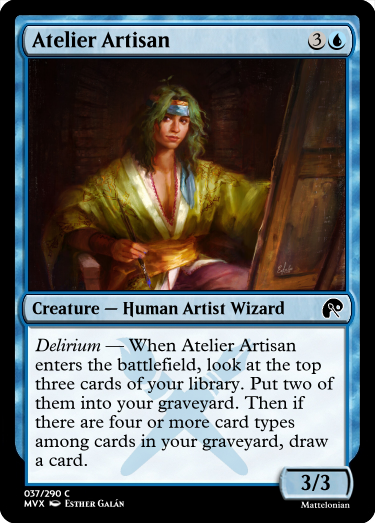 Atelier Artisan 3
Creature — Human Artist Wizard
Delirium — When Atelier Artisan
enters the battlefield, look at the top
three cards of your library. Put two of
them into your graveyard. Then if
there are four or more card types
among cards in your graveyard, draw
a card.
3/3
037/290 C
MVX Esther Galán
Mattelonian